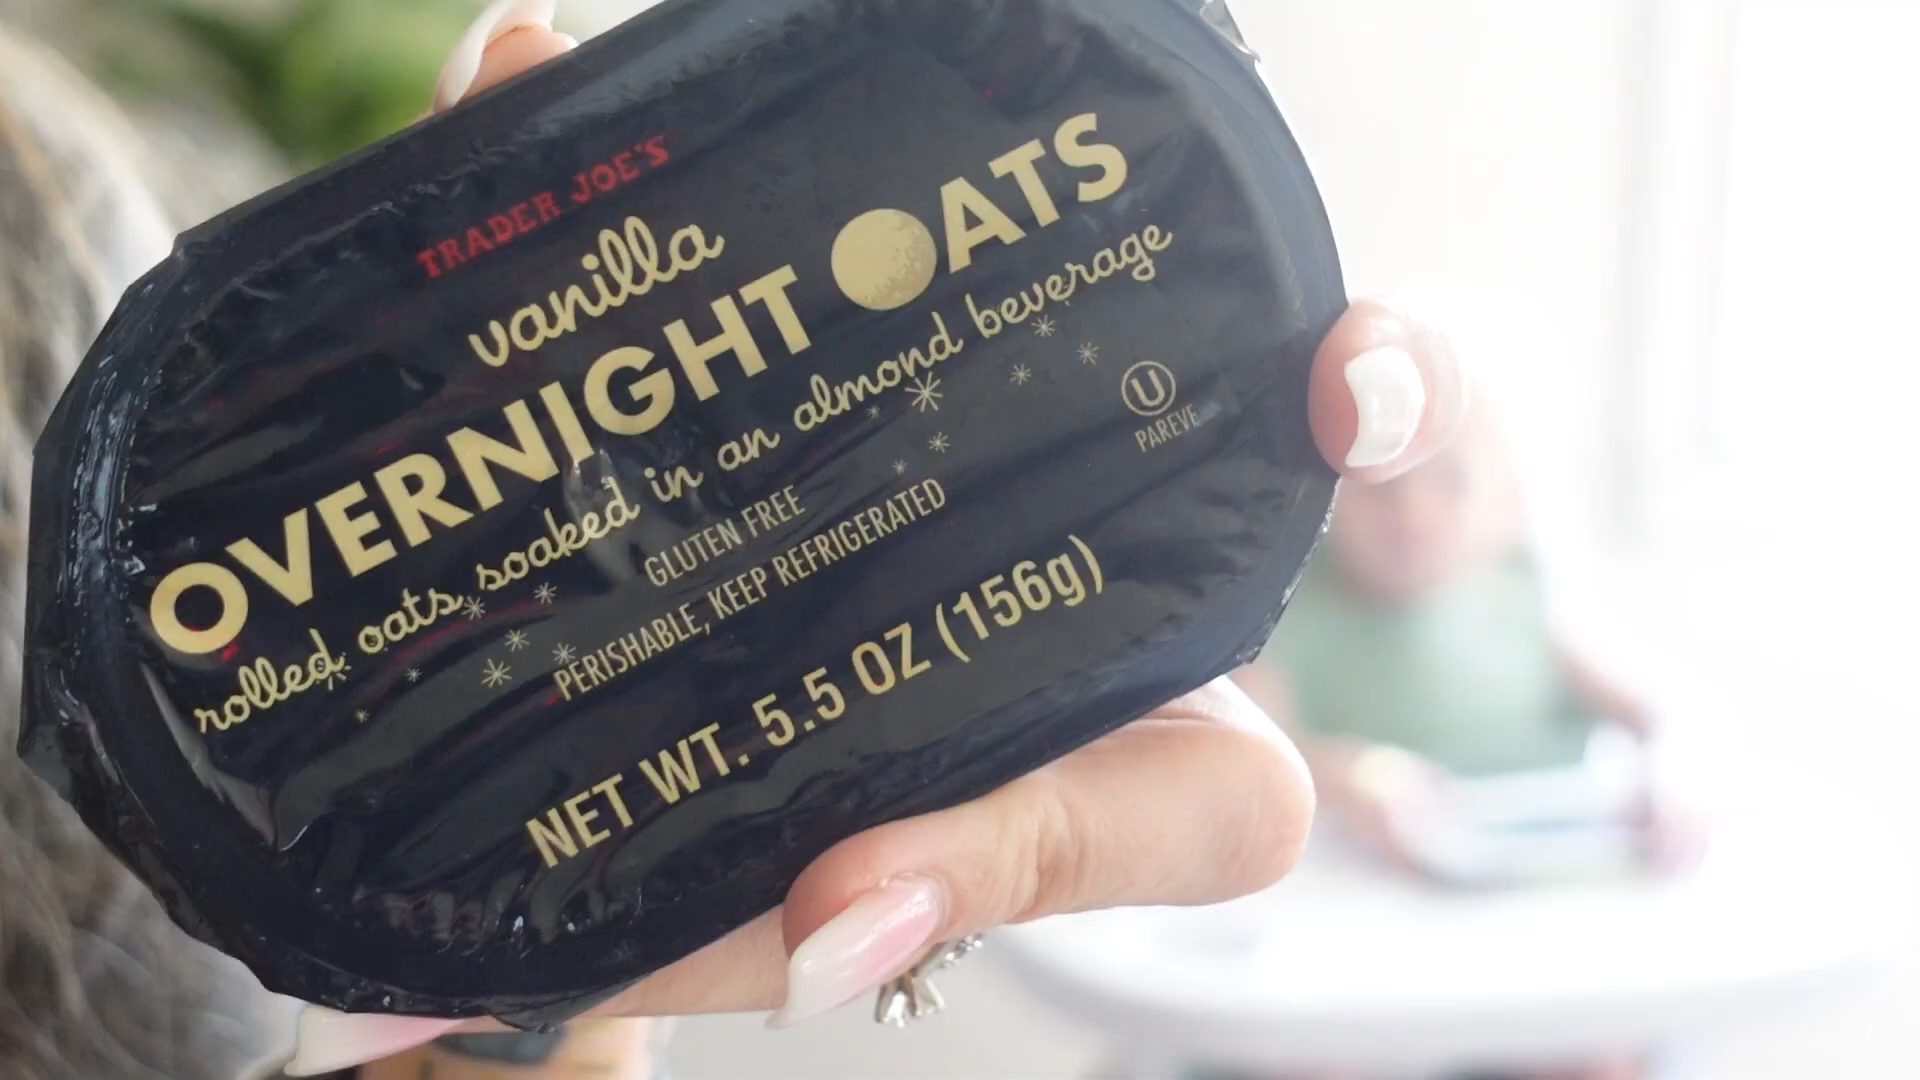 TRADER JOE'S
vanilla
OVERNIGHT OATS
rolled oats soaked in an almond beverage
U
PAREVE
GLUTEN FREE
PERISHABLE, KEEP REFRIGERATED
NET WT. 5.5 OZ (156g)